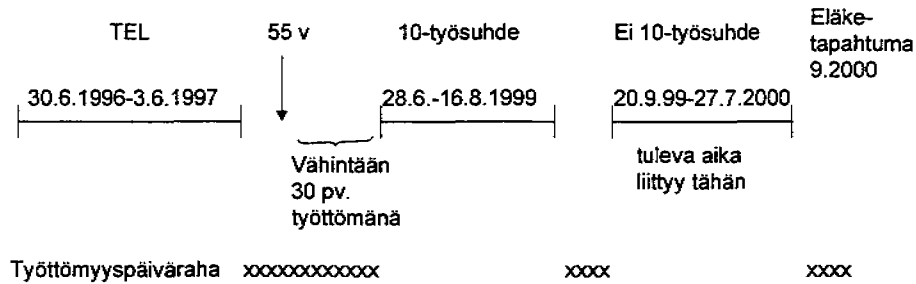 TEL 55 v 10-työsuhde Ei 10-työsuhde Eläke-
tapahtuma
9.2000
30.6.1996-3.6.1997 28.6.-16.8.1999 20.9.99-27.7.2000
Vähintään
30 pv.
työttömänä
tuleva aika
liittyy tähän
Työttömyyspäiväraha xxxxxxxxxxxx xxxx xxxx